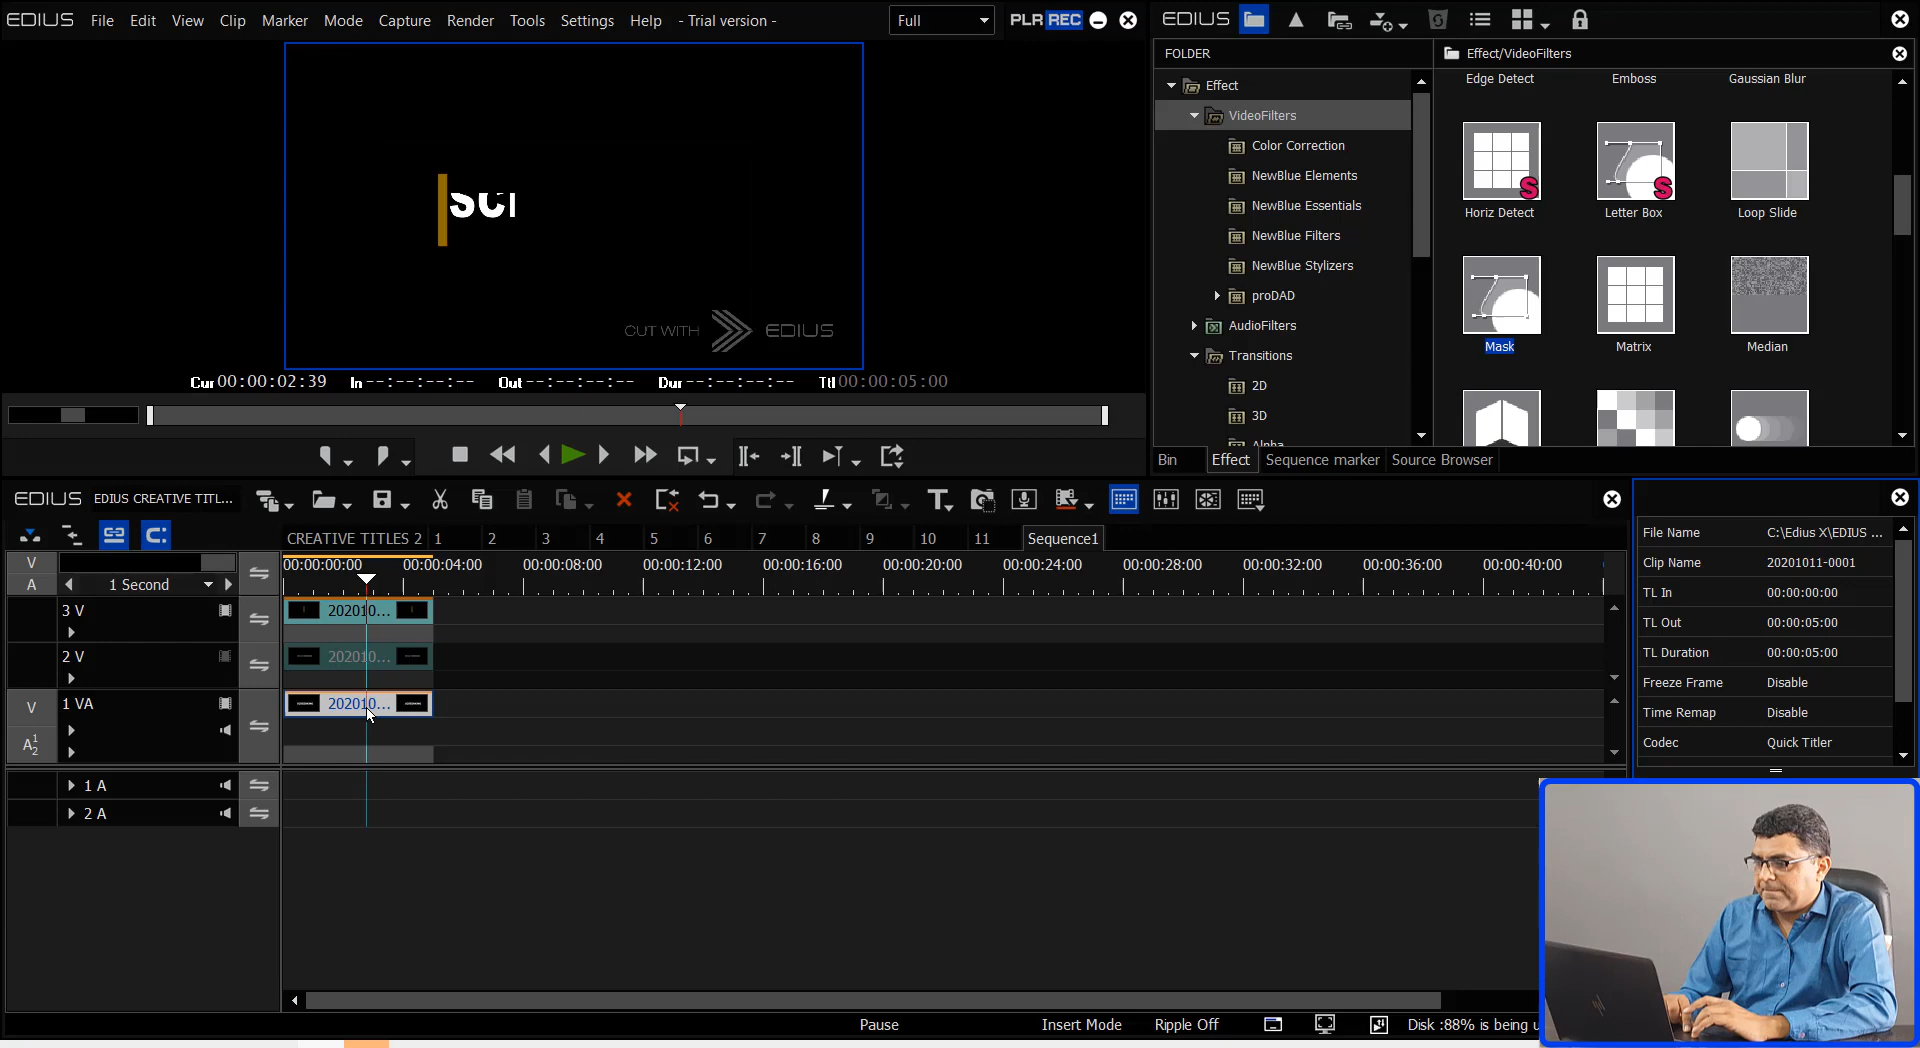 EDIUS File Edit View Clip Marker Mode Capture Render Tools Settings Help - Trial version -
Full
PLR REC
SCI
CUT WITH EDIUS
Cur 00:00:02:39 In --:--:--:-- Out --:--:--:-- Dur --:--:--:-- Ttl 00:00:05:00
EDIUS
FOLDER
Effect
VideoFilters
Color Correction
NewBlue Elements
NewBlue Essentials
NewBlue Filters
NewBlue Stylizers
proDAD
AudioFilters
Transitions
2D
3D
Alpha
Effect/VideoFilters
Edge Detect Emboss Gaussian Blur
S S
Horiz Detect Letter Box Loop Slide
Mask Matrix Median
Bin Effect Sequence marker Source Browser
EDIUS EDIUS CREATIVE TITL...
CREATIVE TITLES 2 1 2 3 4 5 6 7 8 9 10 11 Sequence1
V
A
1 Second
00:00:00:00 00:00:04:00 00:00:08:00 00:00:12:00 00:00:16:00 00:00:20:00 00:00:24:00 00:00:28:00 00:00:32:00 00:00:36:00 00:00:40:00
3 V
202010...
2 V
202010...
V 1 VA
202010...
A 1 2
1 A
2 A
File Name C:\Edius X\EDIUS ...
Clip Name 20201011-0001
TL In 00:00:00:00
TL Out 00:00:05:00
TL Duration 00:00:05:00
Freeze Frame Disable
Time Remap Disable
Codec Quick Titler
Pause Insert Mode Ripple Off Disk :88% is being u